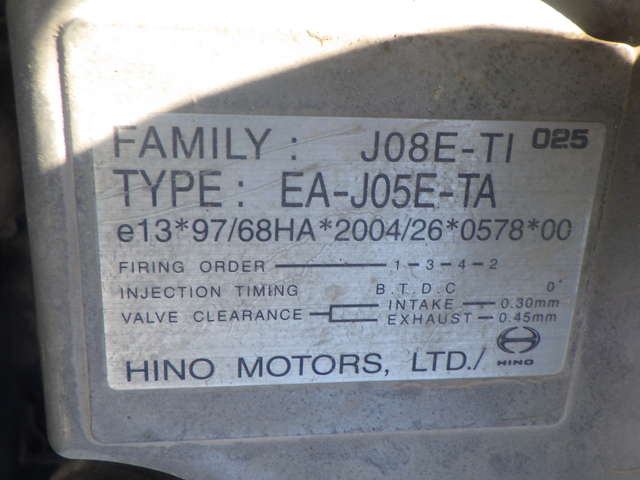 FAMILY : J08E-TI 025
TYPE : EA-J05E-TA
e13*97/68HA*2004/26*0578*00
FIRING ORDER 1-3-4-2
INJECTION TIMING B.T.D.C 0°
VALVE CLEARANCE INTAKE 0.30mm
EXHAUST 0.45mm
HINO MOTORS, LTD./ HINO